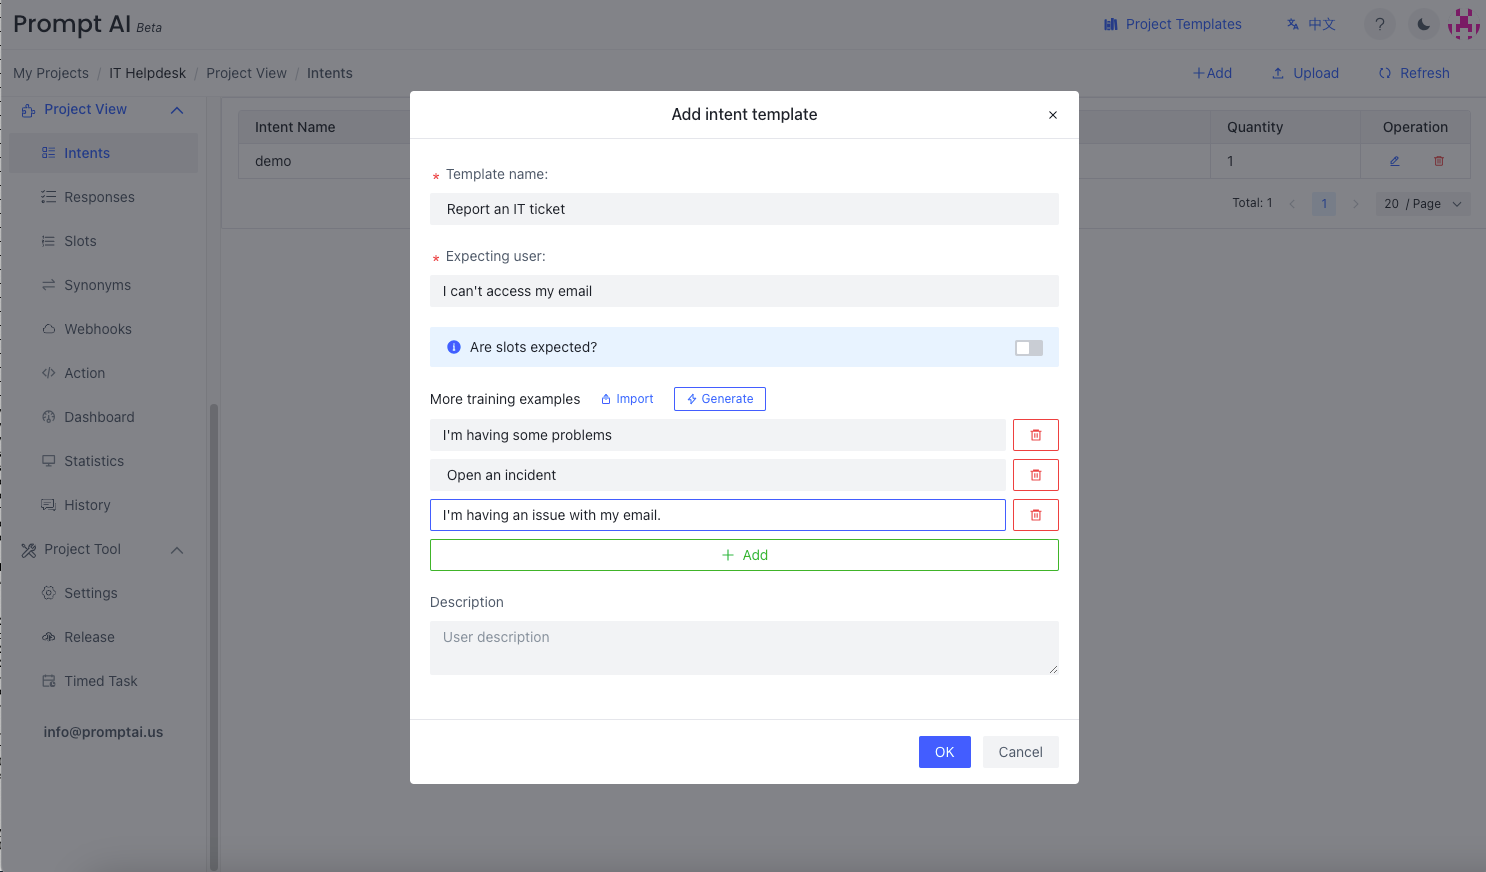 Prompt AI Beta
Project Templates
中文
?
My Projects / IT Helpdesk / Project View / Intents
Add
Upload
Refresh
Project View
Intents
Responses
Slots
Synonyms
Webhooks
Action
Dashboard
Statistics
History
Project Tool
Settings
Release
Timed Task
info@promptai.us
Intent Name
Quantity
Operation
demo
1
Total: 1
1
20 / Page
Add intent template
* Template name:
Report an IT ticket
* Expecting user:
I can't access my email
Are slots expected?
More training examples
Import
Generate
I'm having some problems
Open an incident
I'm having an issue with my email.
Add
Description
User description
OK
Cancel